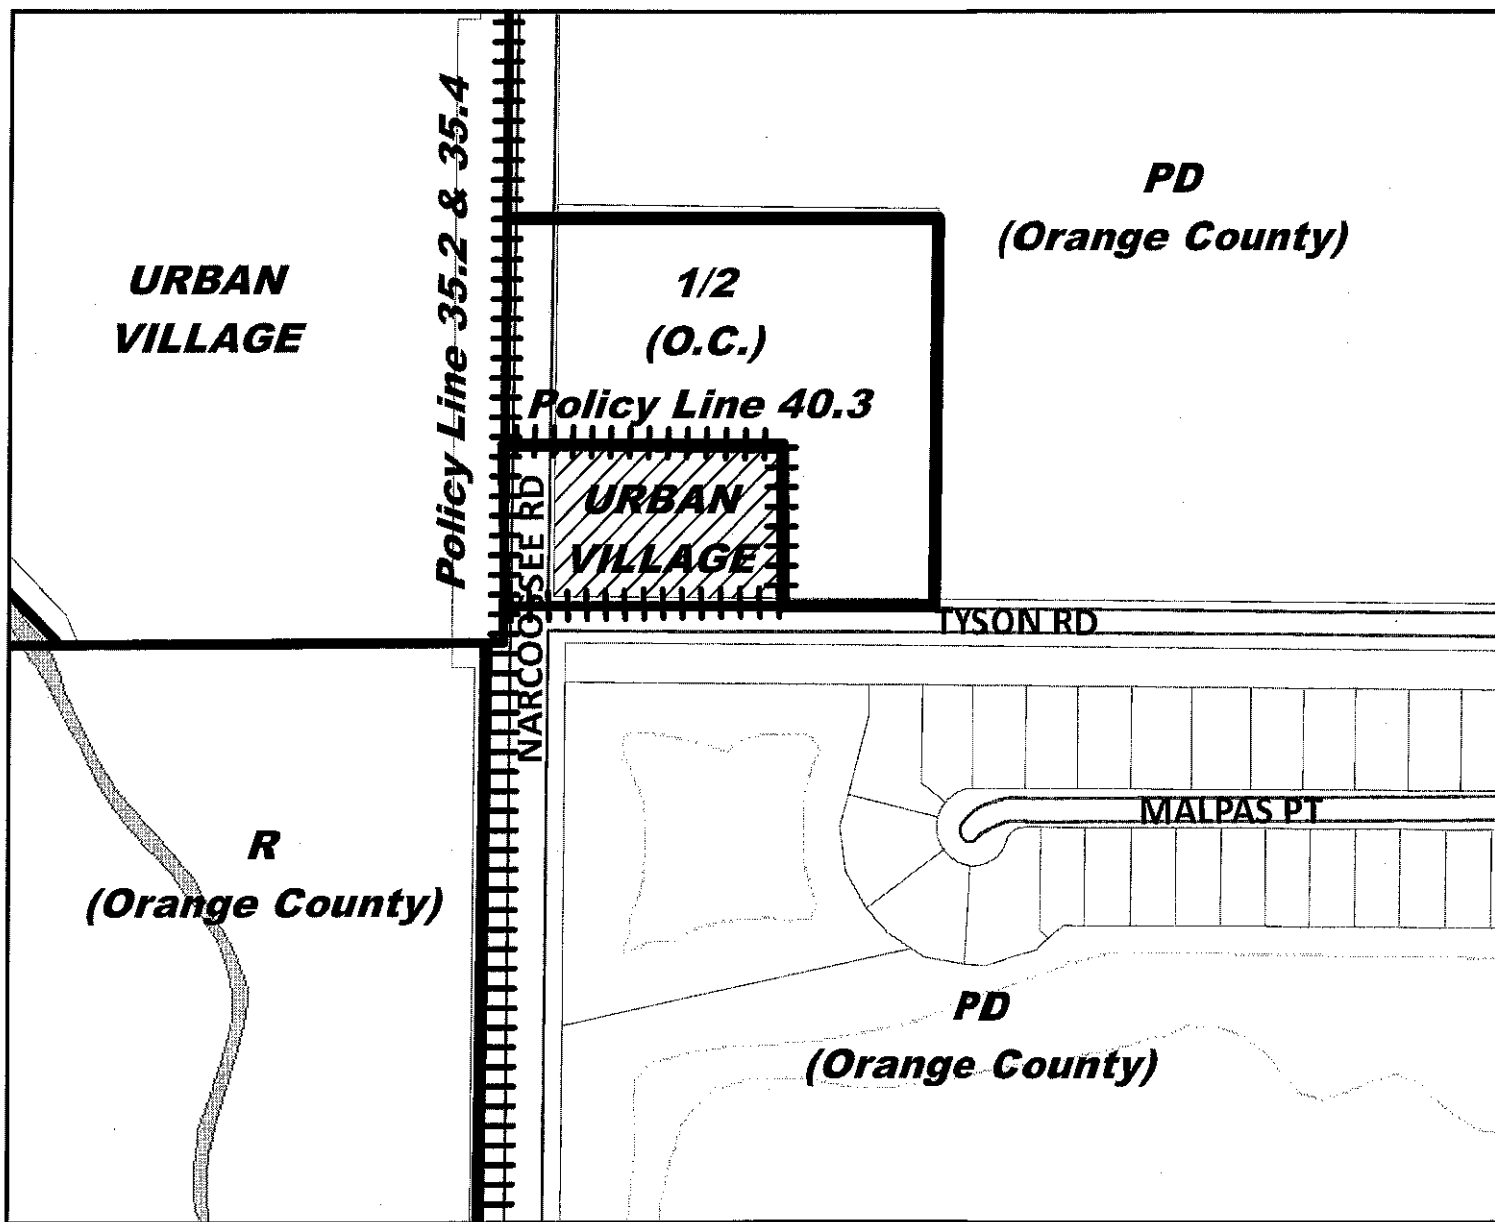 PD
(Orange County)
URBAN
VILLAGE
Policy Line 35.2 & 35.4
1/2
(O.C.)
Policy Line 40.3
URBAN
VILLAGE
NARCOOSSEE RD
TYSON RD
MALPAS PT
R
(Orange County)
PD
(Orange County)